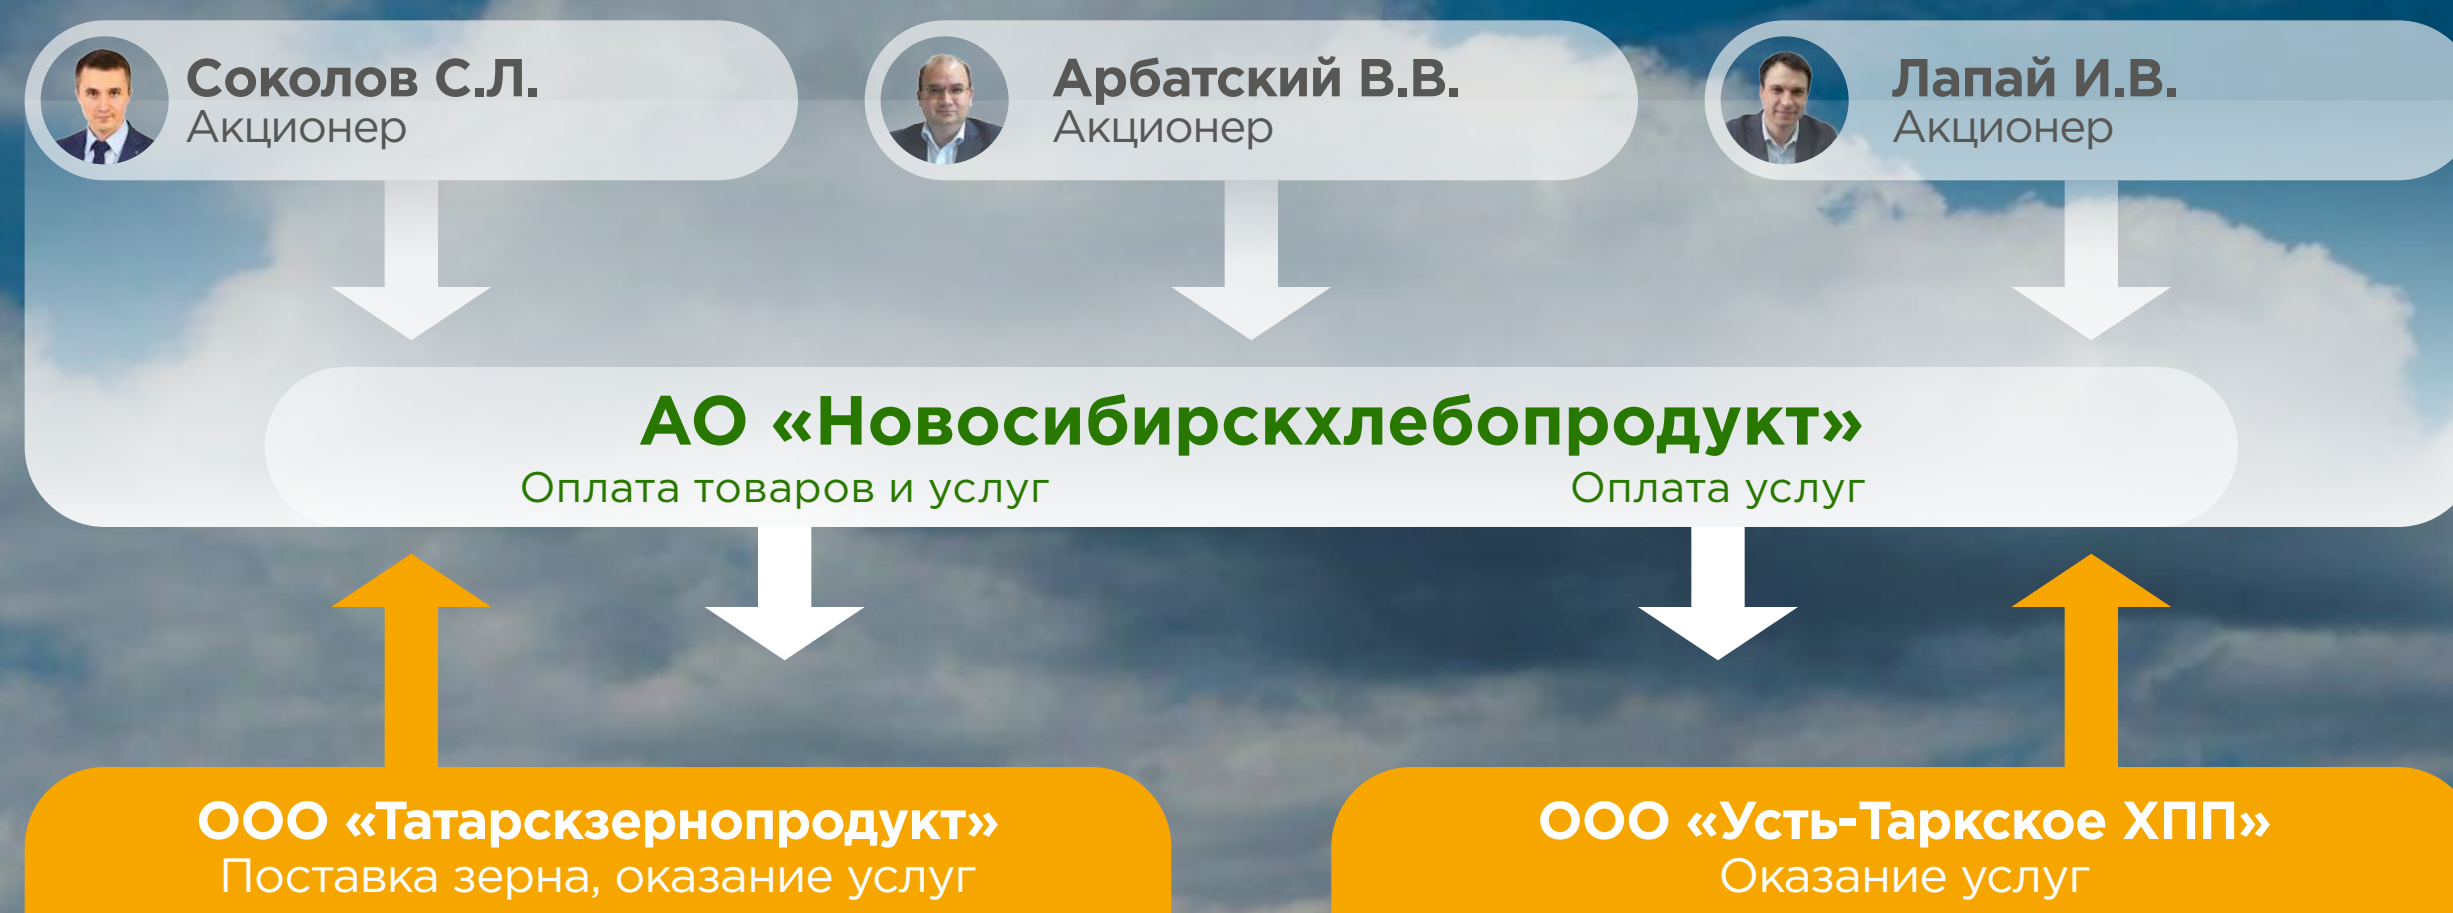 Соколов С.Л.
Акционер
Арбатский В.В.
Акционер
Лапай И.В.
Акционер
АО «Новосибирскхлебопродукт»
Оплата товаров и услуг
Оплата услуг
ООО «Татарскзернопродукт»
Поставка зерна, оказание услуг
ООО «Усть-Таркское ХПП»
Оказание услуг